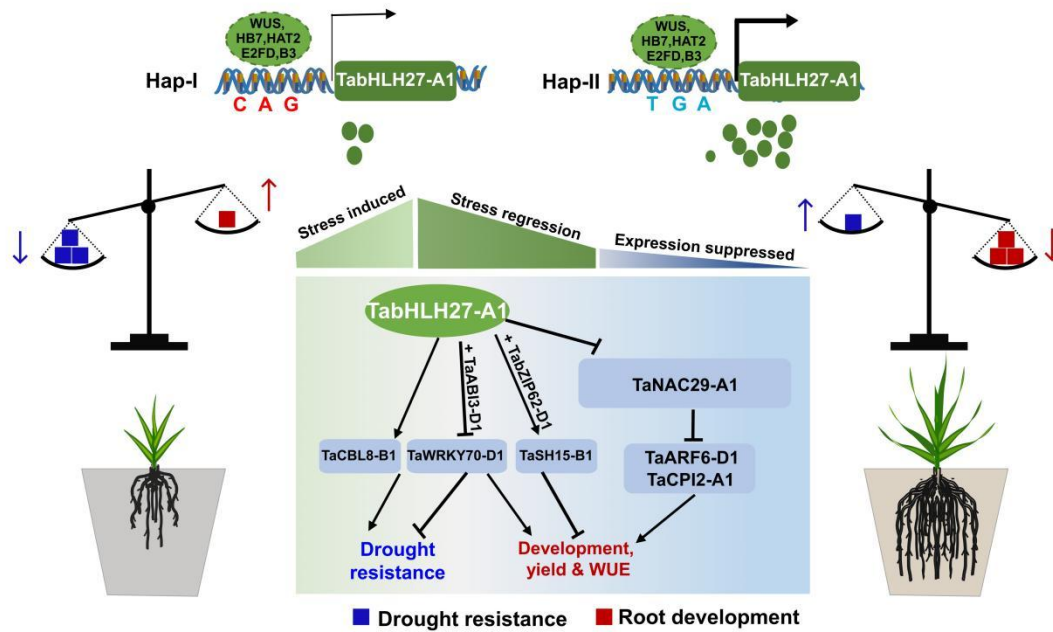 WUS,
HB7,HAT2
E2FD,B3
Hap-I
TabHLH27-A1
C A G
WUS,
HB7,HAT2
E2FD,B3
Hap-II
TabHLH27-A1
T G A
Stress induced
Stress regression
Expression suppressed
TabHLH27-A1
+ TaABI3-D1
+ TabZIP62-D1
TaNAC29-A1
TaCBL8-B1
TaWRKY70-D1
TaSH15-B1
TaARF6-D1
TaCPI2-A1
Drought
resistance
Development,
yield & WUE
Drought resistance
Root development